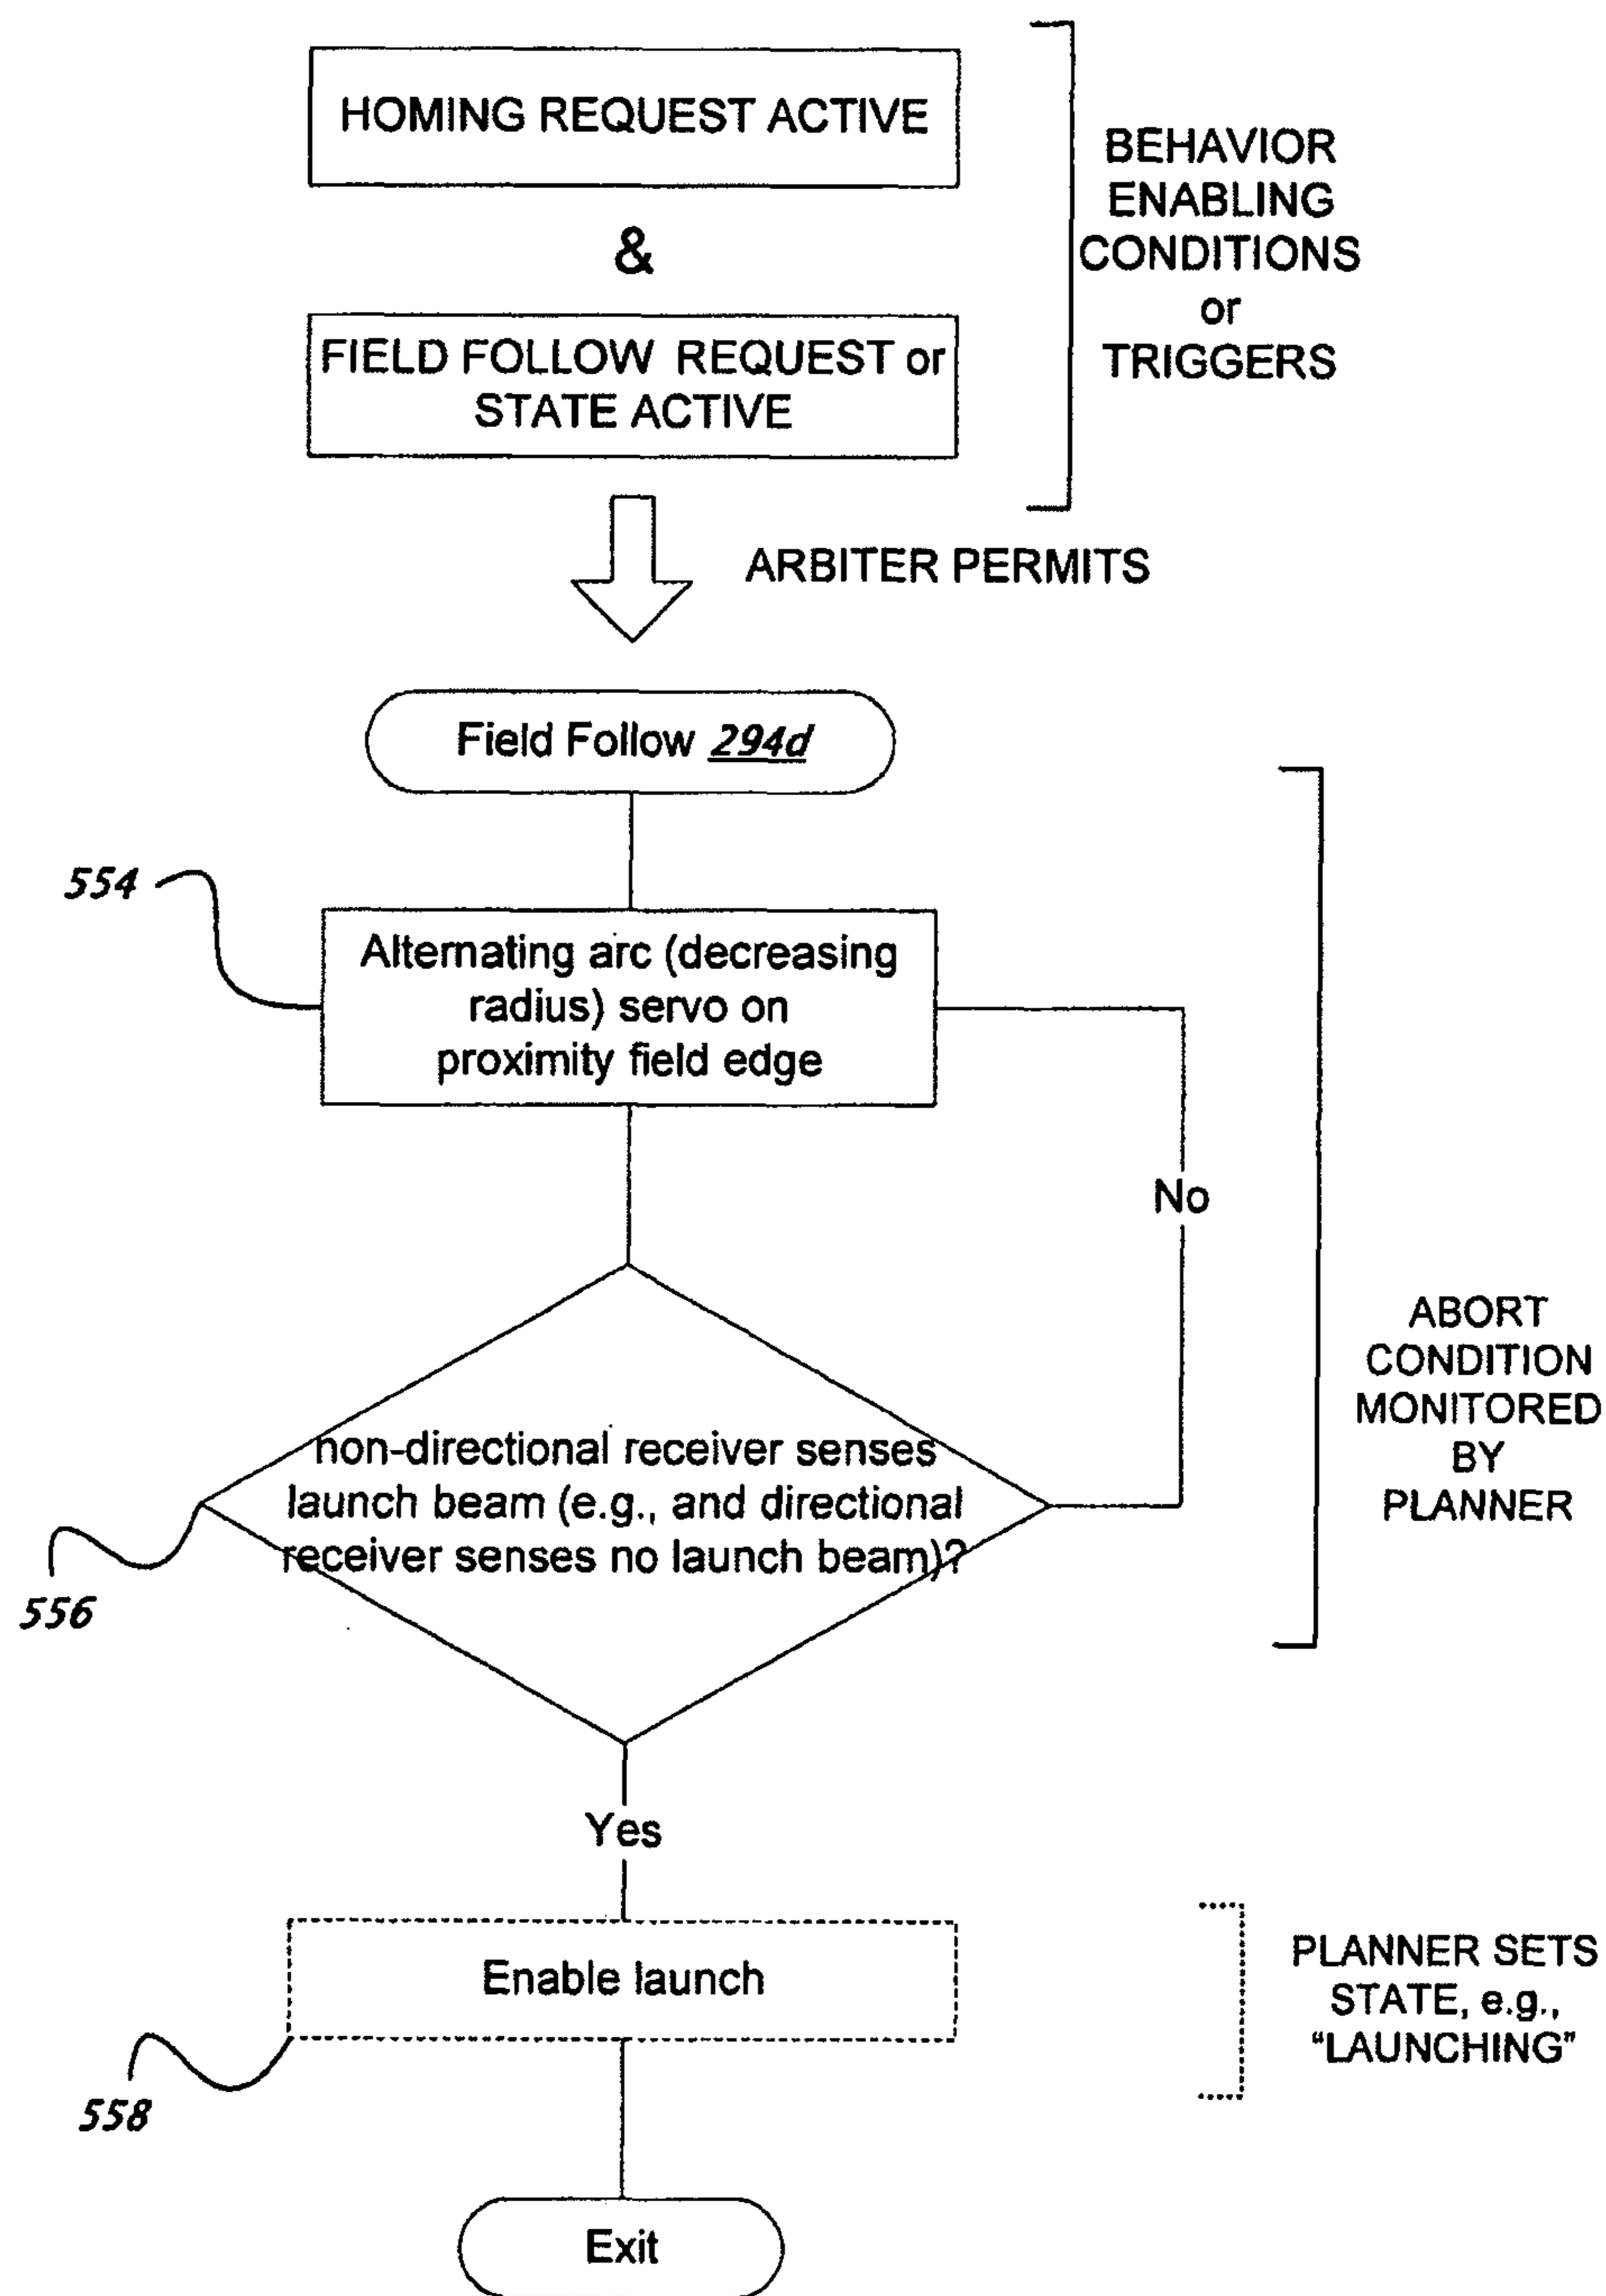 HOMING REQUEST ACTIVE
&
FIELD FOLLOW REQUEST or
STATE ACTIVE
BEHAVIOR
ENABLING
CONDITIONS
or
TRIGGERS
ARBITER PERMITS
Field Follow 294d
554
Alternating arc (decreasing
radius) servo on
proximity field edge
No
non-directional receiver senses
launch beam (e.g., and directional
receiver senses no launch beam)?
556
ABORT
CONDITION
MONITORED
BY
PLANNER
Yes
Enable launch
558
PLANNER SETS
STATE, e.g.,
“LAUNCHING”
Exit